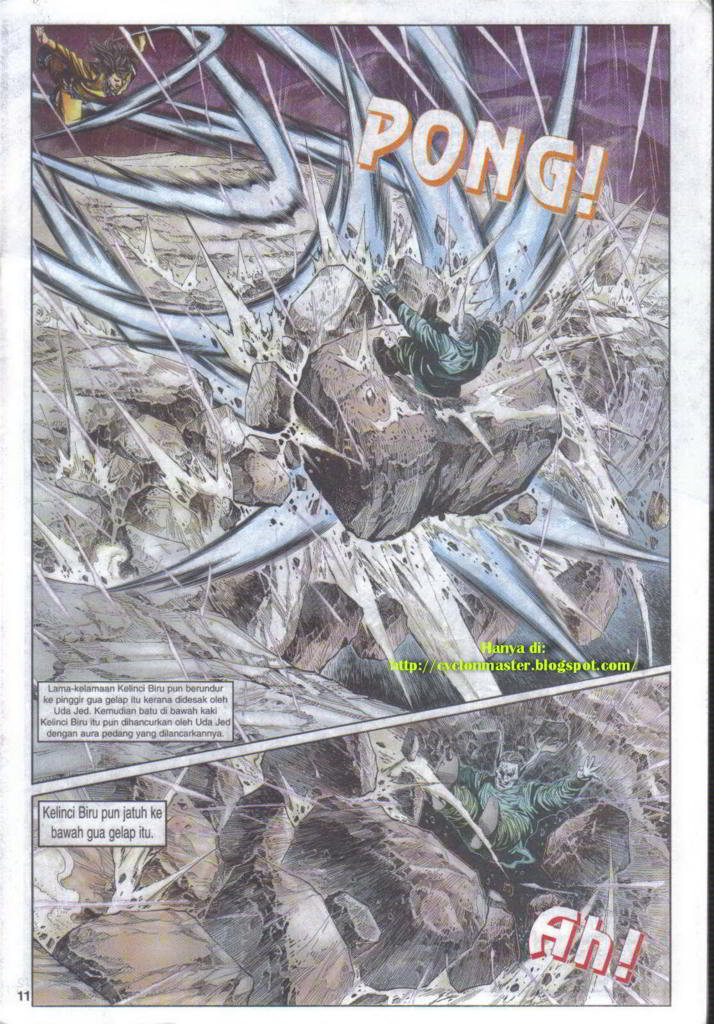 PONG!
Hanya di:
http://cyclonmaster.blogspot.com/
Lama-kelamaan Kelinci Biru pun berundur
ke pinggir gua gelap itu kerana didesak oleh
Uda Jed. Kemudian batu di bawah kaki
Kelinci Biru itu pun dihancurkan oleh Uda Jed
dengan aura pedang yang dilancarkannya.
Kelinci Biru pun jatuh ke
bawah gua gelap itu.
Ah!
11